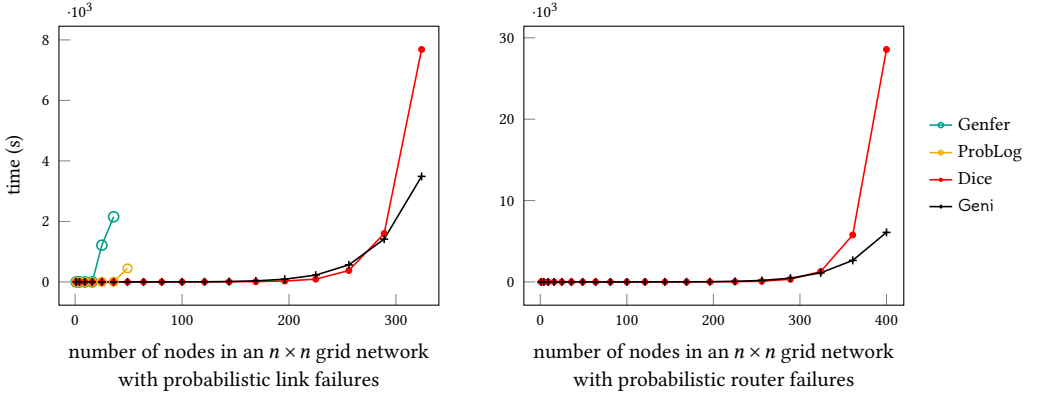 ·10³
8
6
4
2
0
0
100
200
300
time (s)
number of nodes in an n × n grid network
with probabilistic link failures
·10³
30
20
10
0
0
100
200
300
400
number of nodes in an n × n grid network
with probabilistic router failures
Genfer
ProbLog
Dice
Geni